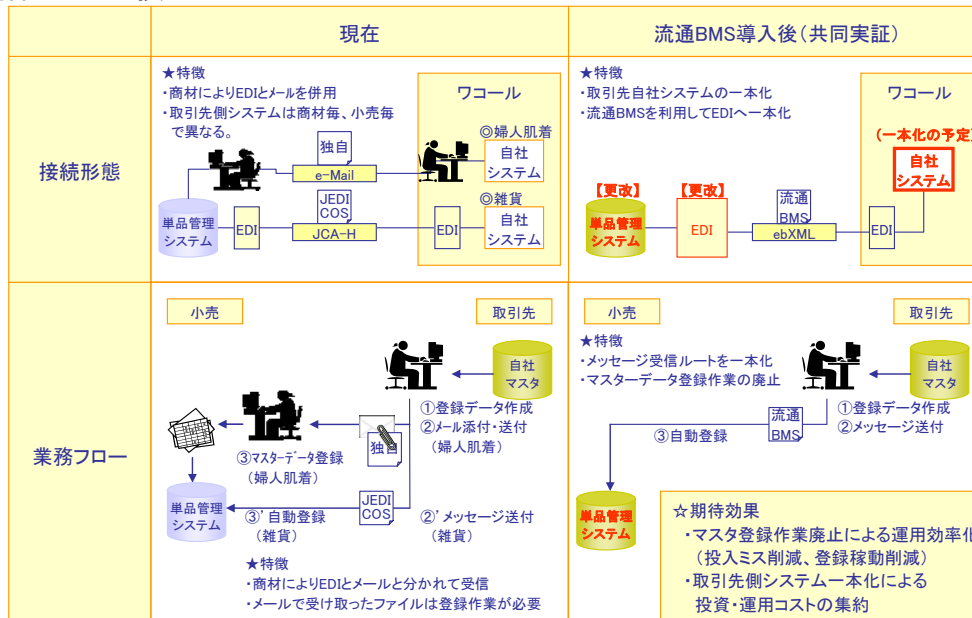 現在
流通BMS導入後（共同実証）
接続形態
★特徴
・商材によりEDIとメールを併用
・取引先側システムは商材毎、小売毎
で異なる。
ワコール
◎婦人肌着
自社
システム
独自
e-Mail
◎雑貨
自社
システム
単品管理
システム
EDI
JEDI
COS
JCA-H
EDI
★特徴
・取引先自社システムの一本化
・流通BMSを利用してEDIへ一本化
ワコール
（一本化の予定）
自社
システム
【更改】
【更改】
単品管理
システム
EDI
流通
BMS
ebXML
EDI
業務フロー
小売
取引先
自社
マスタ
①登録データ作成
②メール添付・送付
（婦人肌着）
独自
③マスターデータ登録
（婦人肌着）
単品管理
システム
JEDI
COS
③’自動登録
（雑貨）
②’メッセージ送付
（雑貨）
★特徴
・商材によりEDIとメールと分かれて受信
・メールで受け取ったファイルは登録作業が必要
小売
取引先
★特徴
・メッセージ受信ルートを一本化
・マスターデータ登録作業の廃止
自社
マスタ
①登録データ作成
②メッセージ送付
流通
BMS
③自動登録
単品管理
システム
☆期待効果
・マスタ登録作業廃止による運用効率化
（投入ミス削減、登録稼動削減）
・取引先側システム一本化による
投資・運用コストの集約